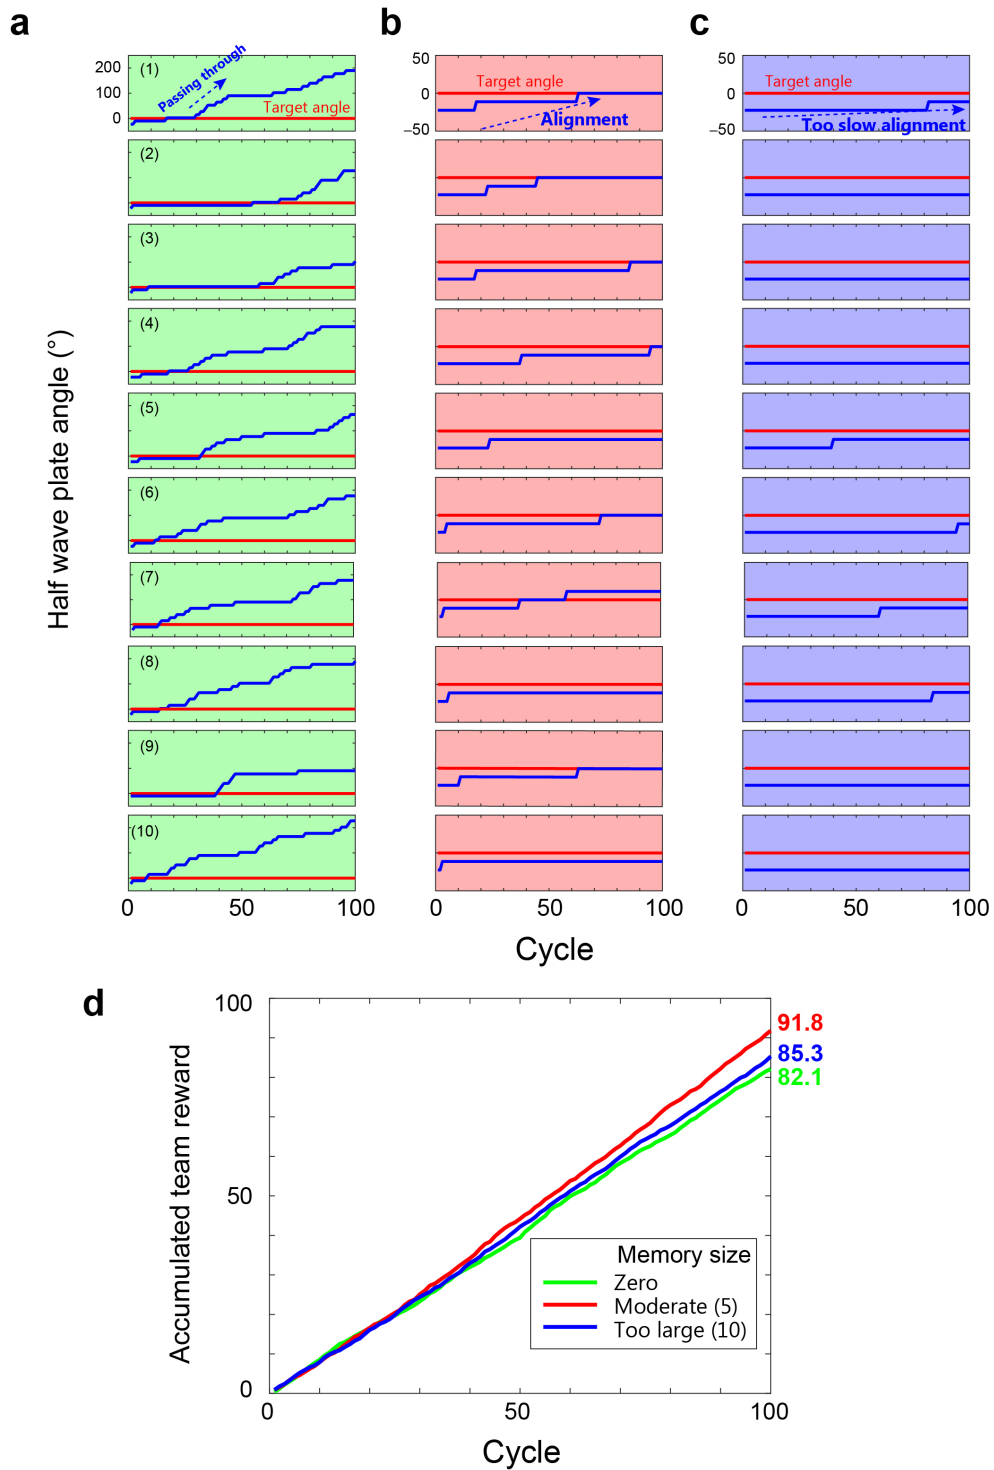 a
b
c
(1)
Passing through
Target angle
200
100
0
Target angle
Alignment
50
0
–50
Target angle
Too slow alignment
50
0
–50
(2)
(3)
(4)
(5)
(6)
(7)
(8)
(9)
(10)
Half wave plate angle (°)
0 50 100
0 50 100
0 50 100
Cycle
d
Accumulated team reward
100
50
0
91.8
85.3
82.1
Memory size
Zero
Moderate (5)
Too large (10)
0 50 100
Cycle